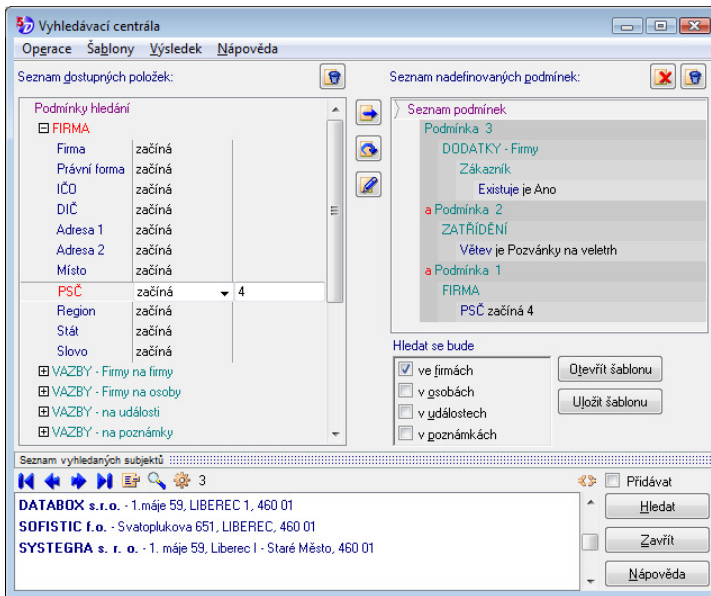 Vyhledávací centrála
Operace Šablony Výsledek Nápověda
Seznam dostupných položek:
Podmínky hledání
FIRMA
Firma začíná
Právní forma začíná
IČO začíná
DIČ začíná
Adresa 1 začíná
Adresa 2 začíná
Místo začíná
PSČ začíná 4
Region začíná
Stát začíná
Slovo začíná
VAZBY - Firmy na firmy
VAZBY - Firmy na osoby
VAZBY - na události
VAZBY - na poznámky
Seznam nadefinovaných podmínek:
Seznam podmínek
Podmínka 3
DODATKY - Firmy
Zákazník
Existuje je Ano
a Podmínka 2
ZATŘÍDĚNÍ
Větev je Pozvánky na veletrh
a Podmínka 1
FIRMA
PSČ začíná 4
Hledat se bude
ve firmách
v osobách
v událostech
v poznámkách
Otevřít šablonu
Uložit šablonu
Seznam vyhledaných subjektů
3
Přidávat
DATABOX s.r.o. - 1.máje 59, LIBEREC 1, 460 01
SOFISTIC f.o. - Svatoplukova 651, LIBEREC, 460 01
SYSTEGRA s. r. o. - 1. máje 59, Liberec I - Staré Město, 460 01
Hledat
Zavřít
Nápověda